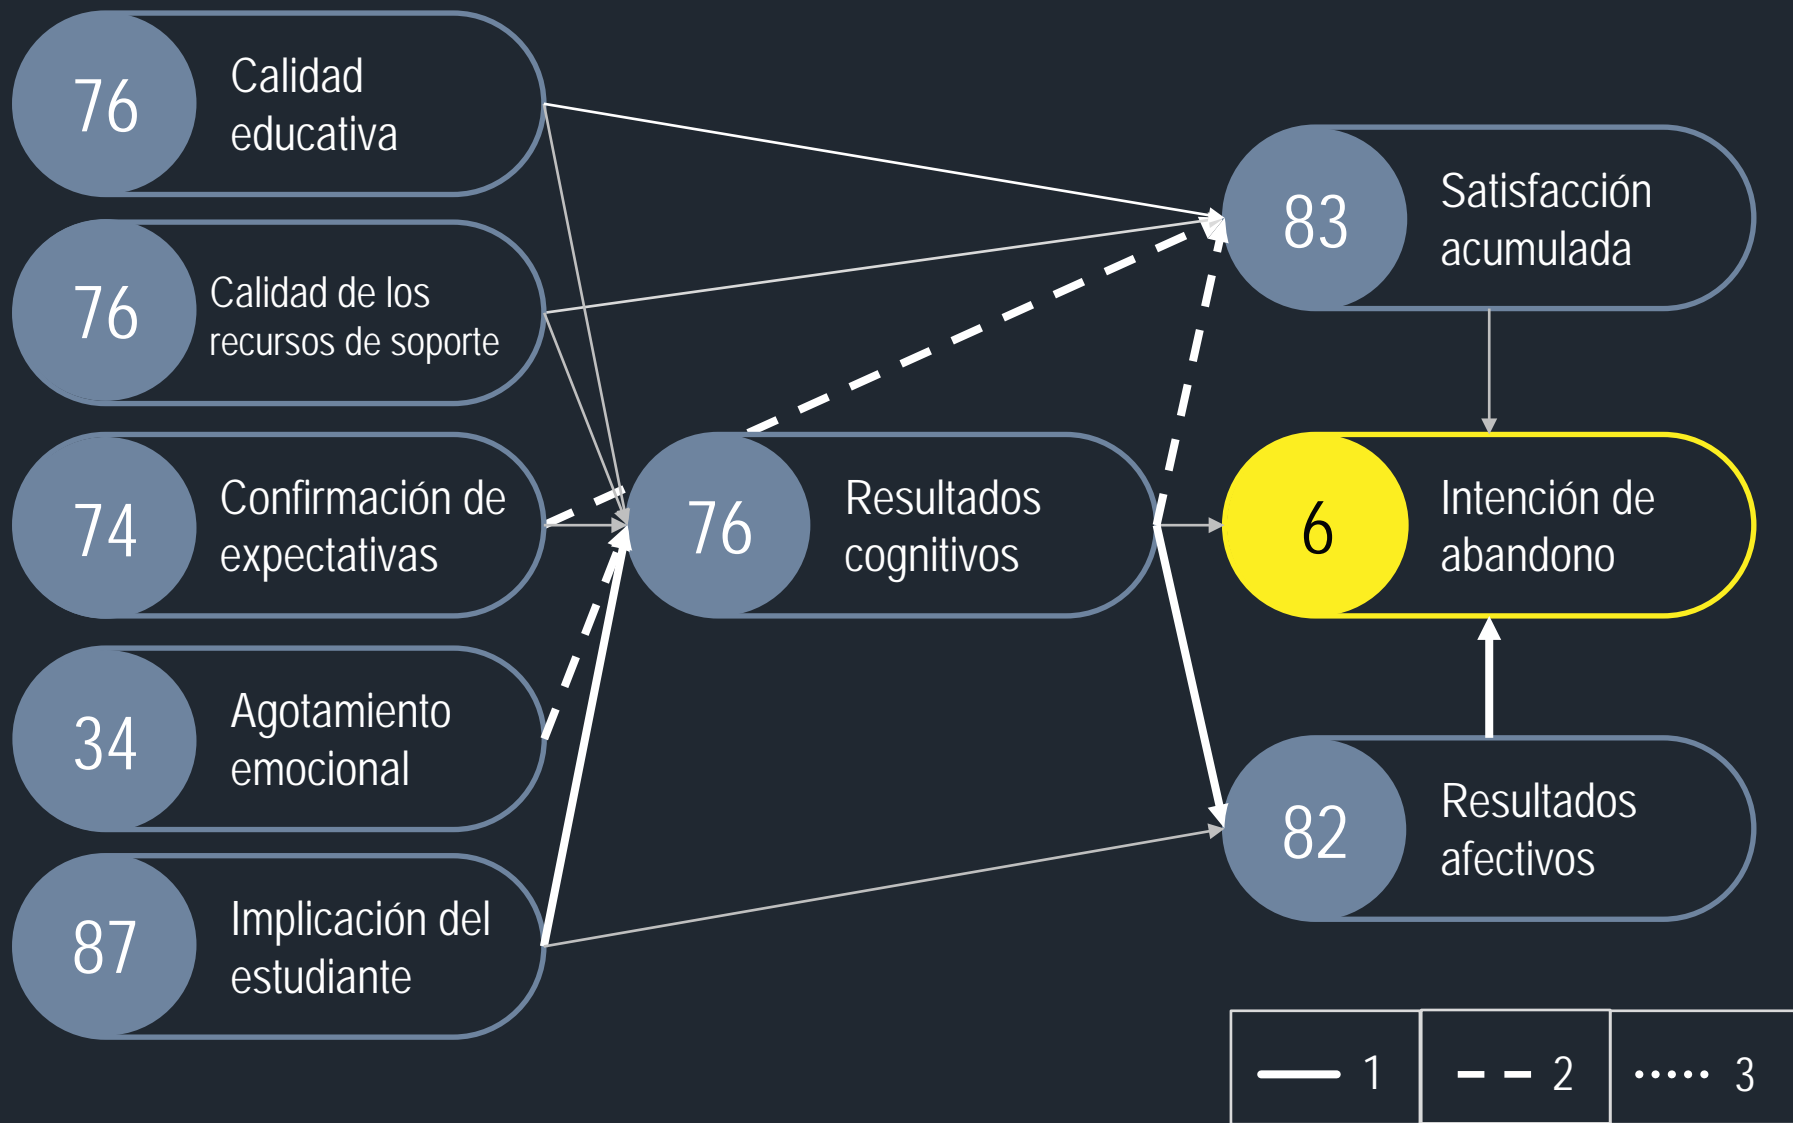 76
Calidad
educativa
76
Calidad de los
recursos de soporte
74
Confirmación de
expectativas
34
Agotamiento
emocional
87
Implicación del
estudiante
76
Resultados
cognitivos
83
Satisfacción
acumulada
6
Intención de
abandono
82
Resultados
afectivos
1
2
3